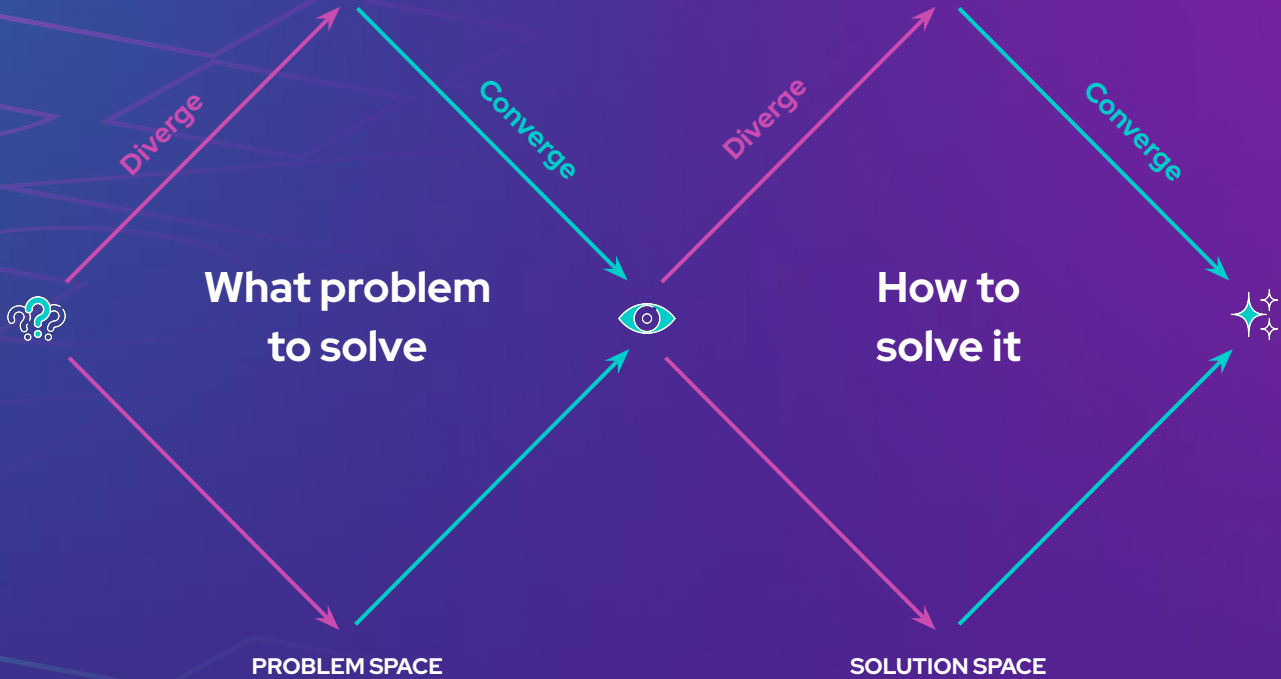 Diverge
Converge
Diverge
Converge
What problem
to solve
How to
solve it
PROBLEM SPACE
SOLUTION SPACE